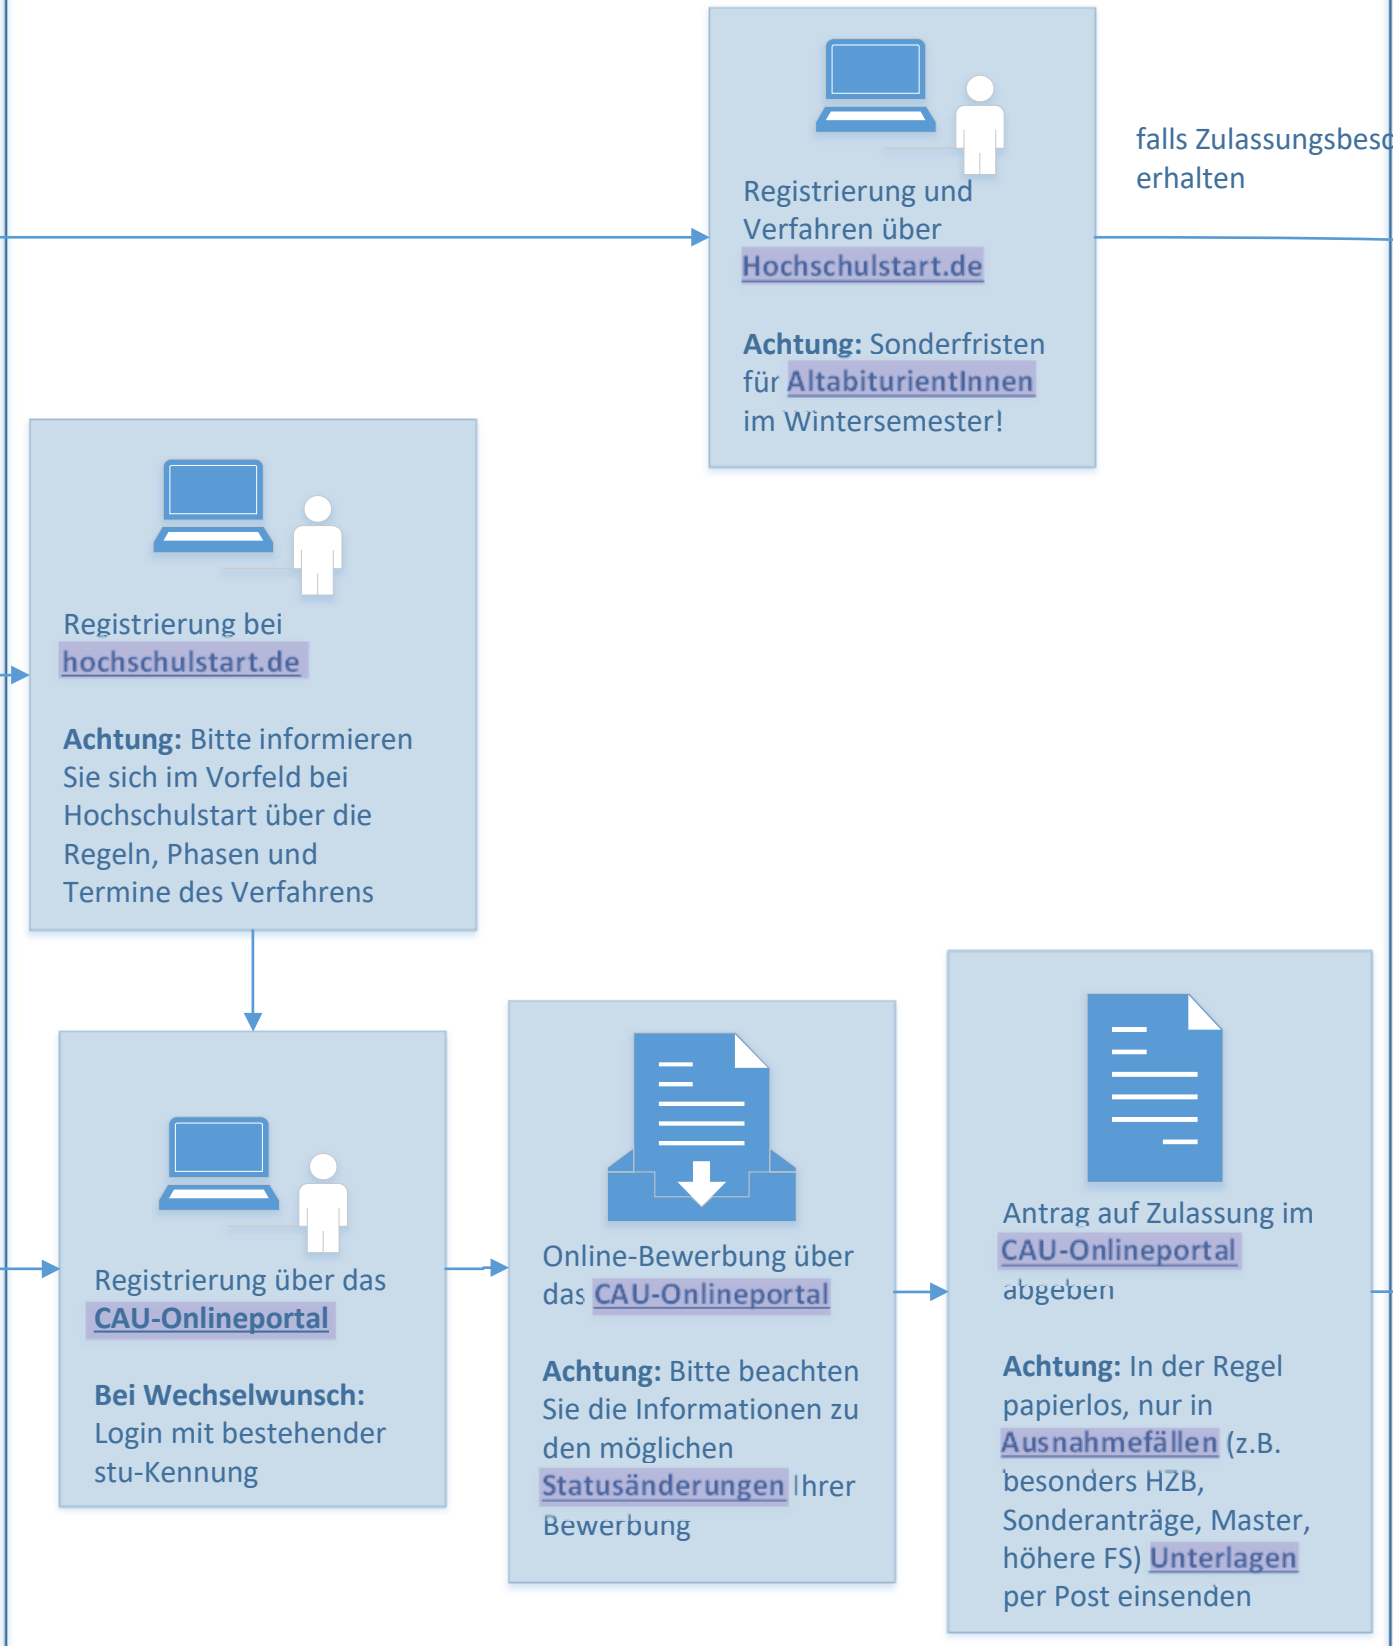 Registrierung und
Verfahren über
Hochschulstart.de
Achtung: Sonderfristen
für AltabiturientInnen
im Wintersemester!
falls
erhalten
Registrierung bei
hochschulstart.de
Achtung: Bitte informieren
Sie sich im Vorfeld bei
Hochschulstart über die
Regeln, Phasen und
Termine des Verfahrens
Registrierung über das
CAU-Onlineportal
Bei Wechselwunsch:
Login mit bestehender
stu-Kennung
Online-Bewerbung über
das CAU-Onlineportal
Achtung: Bitte beachten
Sie die Informationen zu
den möglichen
Statusänderungen Ihrer
Bewerbung
Antrag auf Zulassung im
CAU-Onlineportal
abgeben
Achtung: In der Regel
papierlos, nur in
Ausnahmefällen (z.B.
besonders HZB,
Sonderanträge, Master,
höhere FS) Unterlagen
per Post einsenden